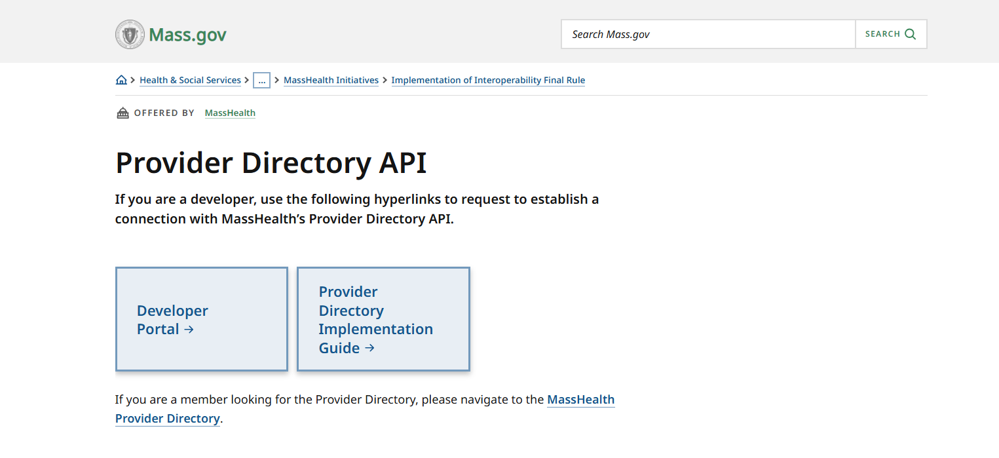 Mass.gov
Search Mass.gov
SEARCH
Health & Social Services
...
MassHealth Initiatives
Implementation of Interoperability Final Rule
OFFERED BY MassHealth
Provider Directory API
If you are a developer, use the following hyperlinks to request to establish a
connection with MassHealth’s Provider Directory API.
Developer
Portal →
Provider
Directory
Implementation
Guide →
If you are a member looking for the Provider Directory, please navigate to the MassHealth
Provider Directory.